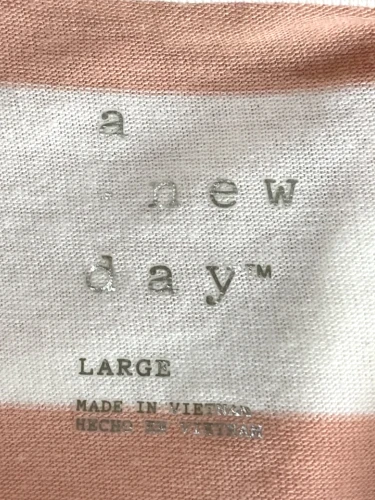 a
new
day™
LARGE
MADE IN VIETNAM
HECHO EN VIETNAM